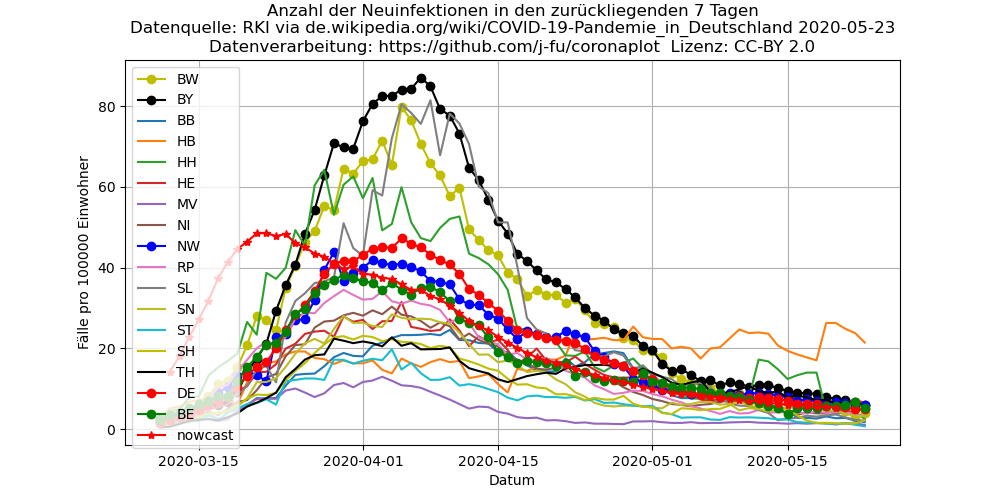 Anzahl der Neuinfektionen in den zurückliegenden 7 Tagen
Datenquelle: RKI via de.wikipedia.org/wiki/COVID-19-Pandemie_in_Deutschland 2020-05-23
Datenverarbeitung: https://github.com/j-fu/coronaplot Lizenz: CC-BY 2.0
Fälle pro 100000 Einwohner
80
60
40
20
0
BW
BY
BB
HB
HH
HE
MV
NI
NW
RP
SL
SN
ST
SH
TH
DE
BE
nowcast
2020-03-15
2020-04-01
2020-04-15
2020-05-01
2020-05-15
Datum